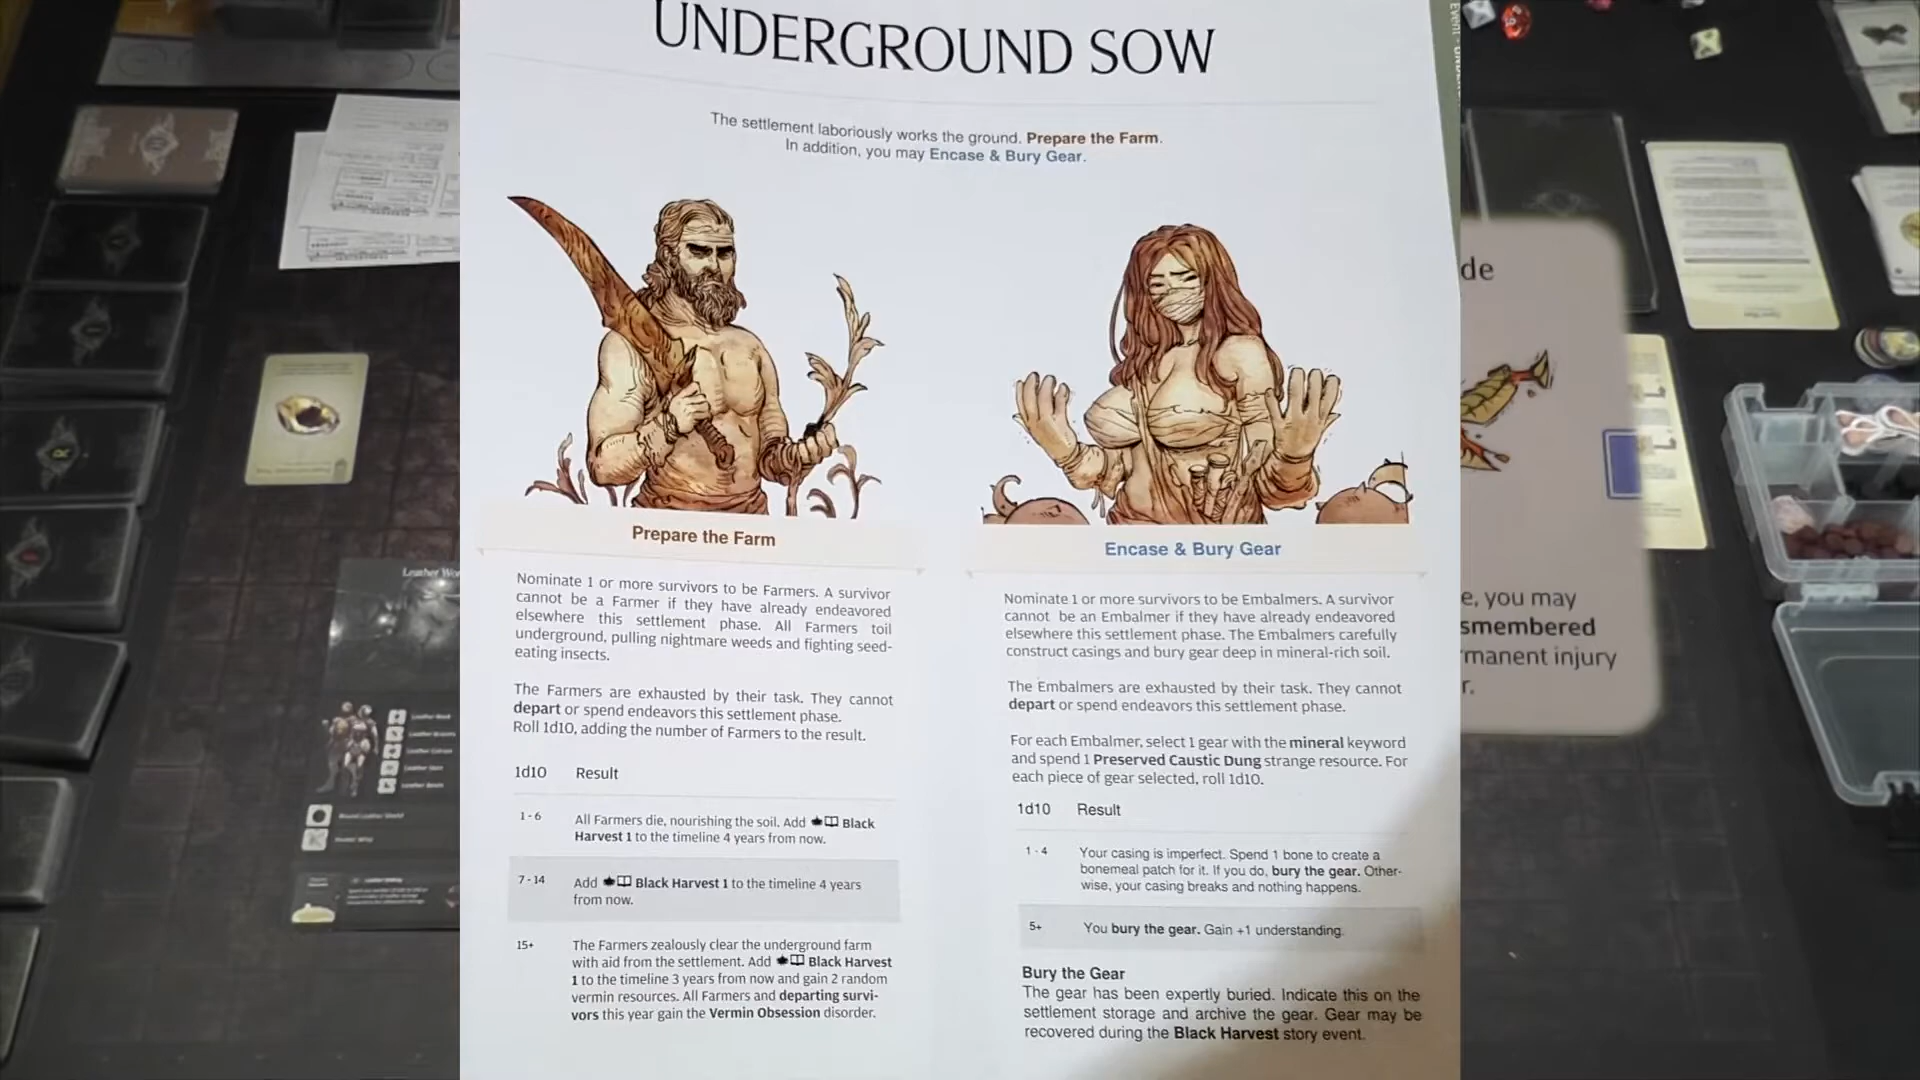 UNDERGROUND SOW
The settlement laboriously works the ground. Prepare the Farm.
In addition, you may Encase & Bury Gear.
Prepare the Farm
Nominate 1 or more survivors to be Farmers. A survivor
cannot be a Farmer if they have already endeavored
elsewhere this settlement phase. All Farmers toil
underground, pulling nightmare weeds and fighting seed-
eating insects.
The Farmers are exhausted by their task. They cannot
depart or spend endeavors this settlement phase.
Roll 1d10, adding the number of Farmers to the result.
1d10 Result
1 - 6 All Farmers die, nourishing the soil. Add Black
Harvest 1 to the timeline 4 years from now.
7 - 14 Add Black Harvest 1 to the timeline 4 years
from now.
15+ The Farmers zealously clear the underground farm
with aid from the settlement. Add Black Harvest
1 to the timeline 3 years from now and gain 2 random
vermin resources. All Farmers and departing survi-
vors this year gain the Vermin Obsession disorder.
Encase & Bury Gear
Nominate 1 or more survivors to be Embalmers. A survivor
cannot be an Embalmer if they have already endeavored
elsewhere this settlement phase. The Embalmers carefully
construct casings and bury gear deep in mineral-rich soil.
The Embalmers are exhausted by their task. They cannot
depart or spend endeavors this settlement phase.
For each Embalmer, select 1 gear with the mineral keyword
and spend 1 Preserved Caustic Dung strange resource. For
each piece of gear selected, roll 1d10.
1d10 Result
1 - 4 Your casing is imperfect. Spend 1 bone to create a
bonemeal patch for it. If you do, bury the gear. Other-
wise, your casing breaks and nothing happens.
5+ You bury the gear. Gain +1 understanding.
Bury the Gear
The gear has been expertly buried. Indicate this on the
settlement storage and archive the gear. Gear may be
recovered during the Black Harvest story event.
de
e, you may
smembered
manent injury
r.
Leather Wo